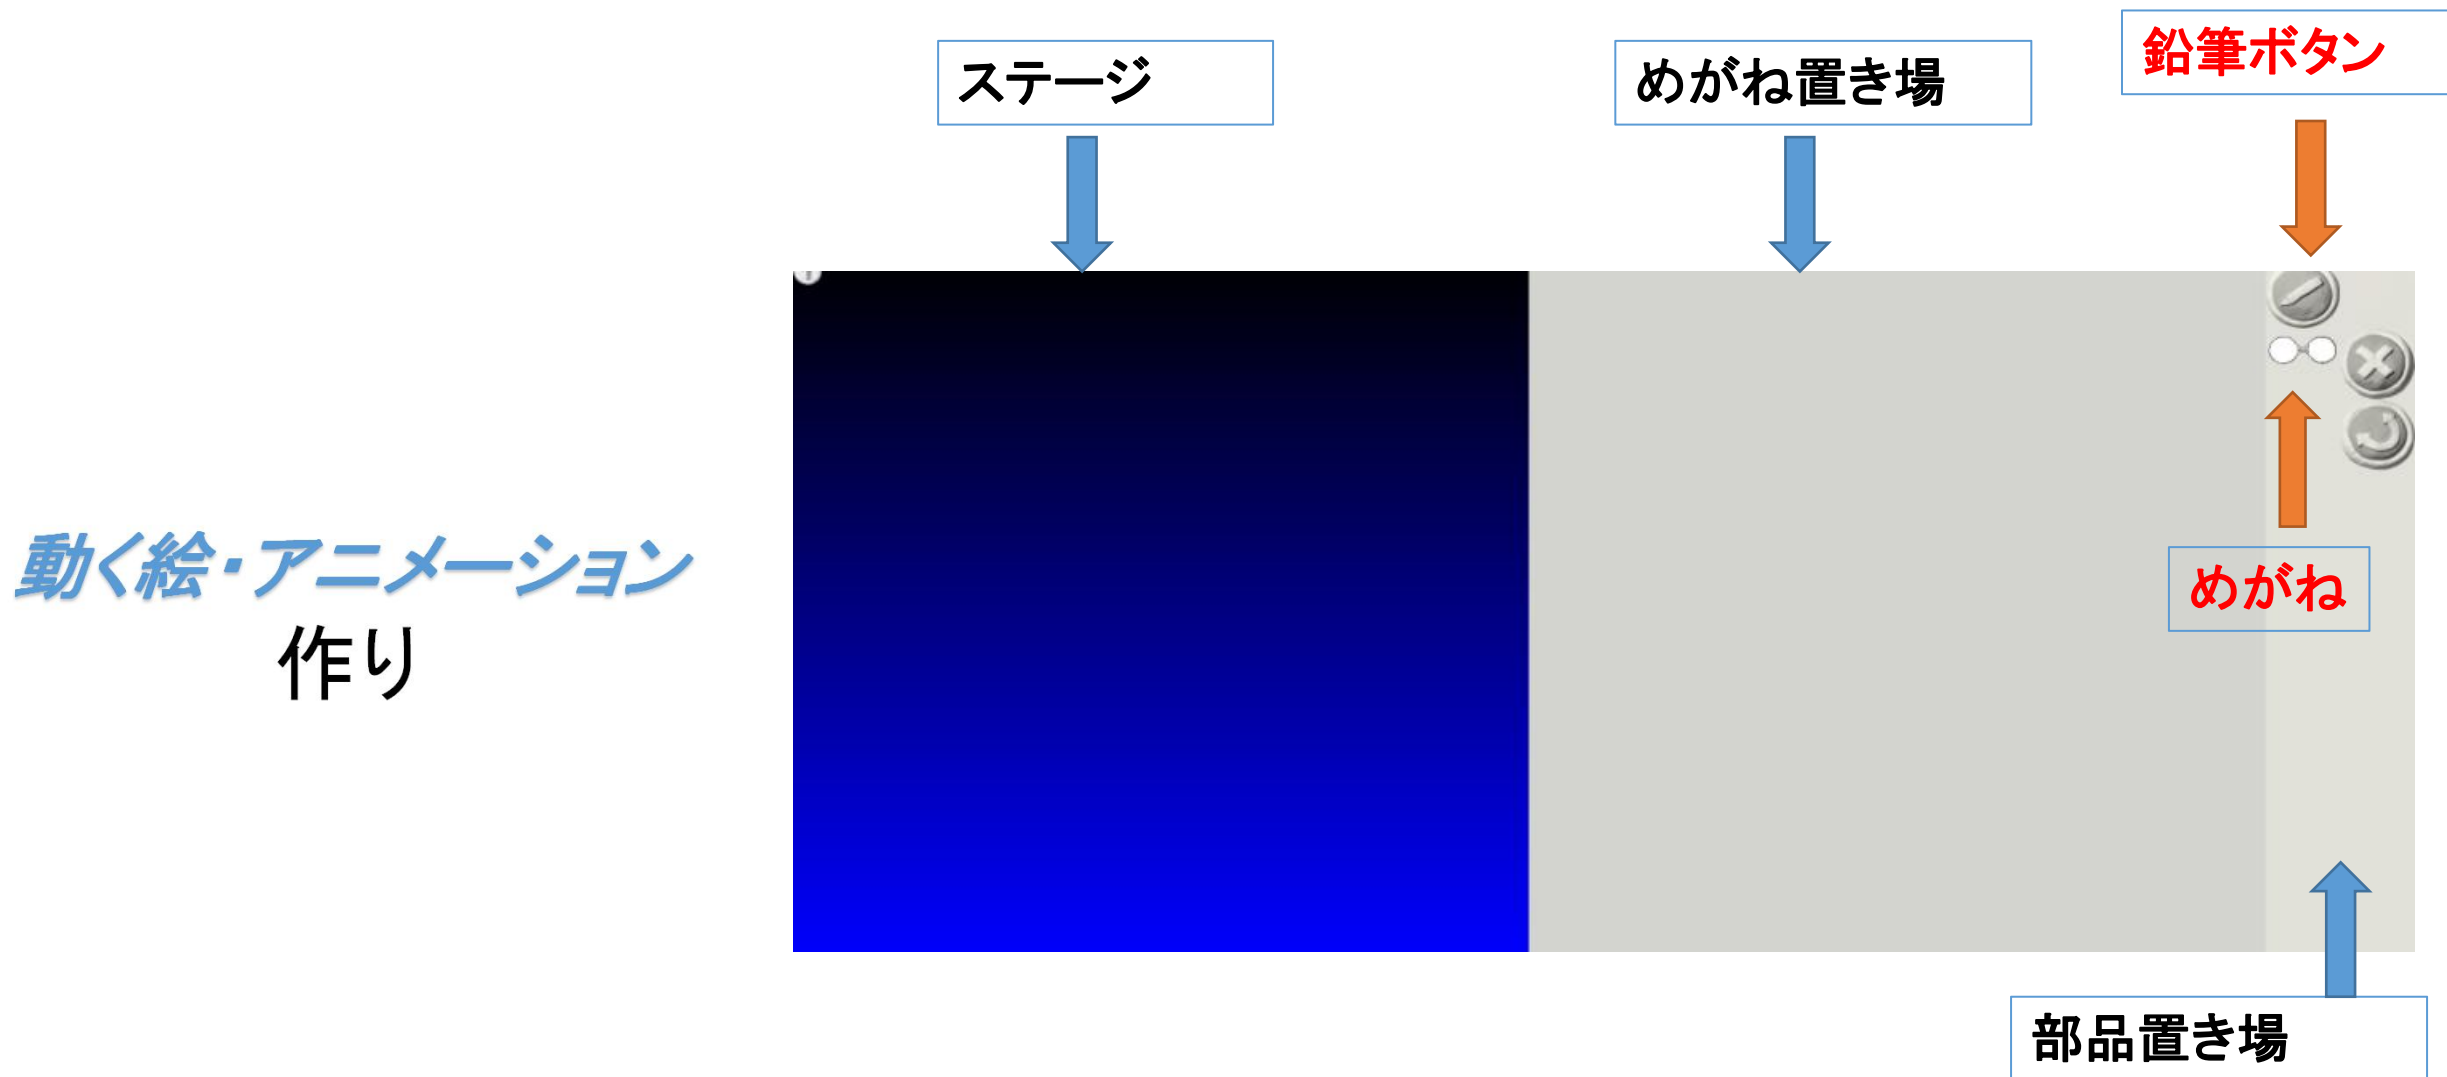 鉛筆ボタン
ステージ
めがね置き場
動く絵・アニメーション
作り
めがね
部品置き場